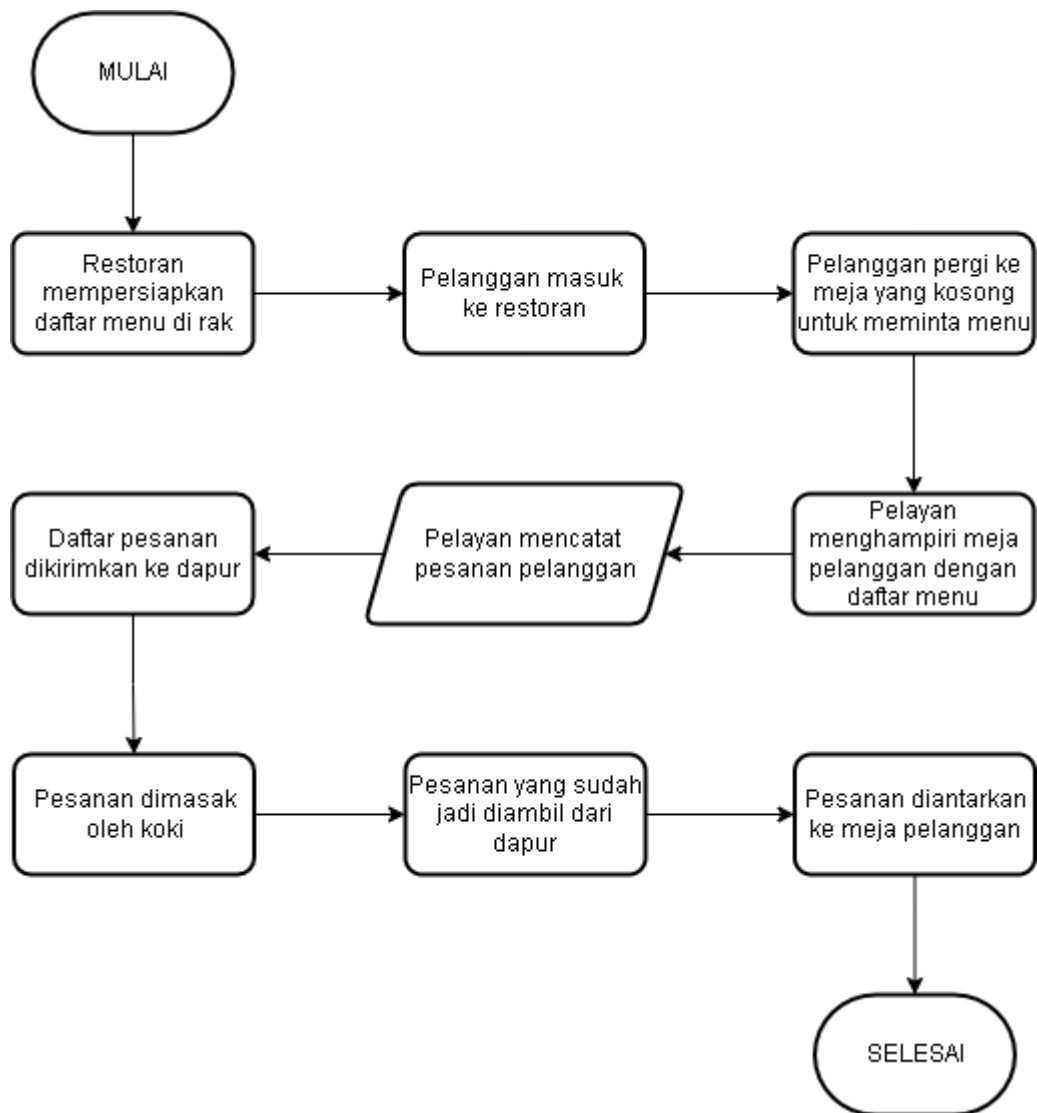 MULAI
Restoran
mempersiapkan
daftar menu di rak
Pelanggan masuk
ke restoran
Pelanggan pergi ke
meja yang kosong
untuk meminta menu
Pelayan
menghampiri meja
pelanggan dengan
daftar menu
Pelayan mencatat
pesanan pelanggan
Daftar pesanan
dikirimkan ke dapur
Pesanan dimasak
oleh koki
Pesanan yang sudah
jadi diambil dari
dapur
Pesanan diantarkan
ke meja pelanggan
SELESAI